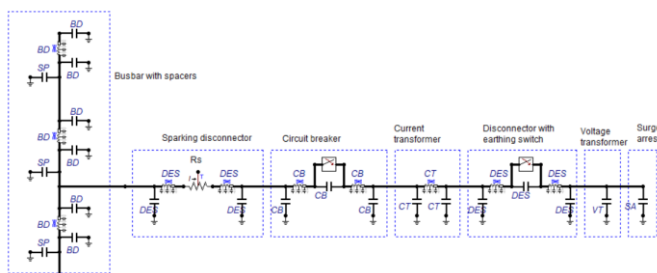 BD
BD
BD
SP
Busbar with spacers
BD
BD
BD
SP
Sparking disconnector
Circuit breaker
Current
transformer
Disconnector with
earthing switch
Voltage
transformer
Surg
arres
Rs
I
DES
DES
CB
CB
CT
DES
DES
CB
DES
DES
DES
CB
CB
CT
CT
DES
DES
VT
SA
BD
BD
SP
BD